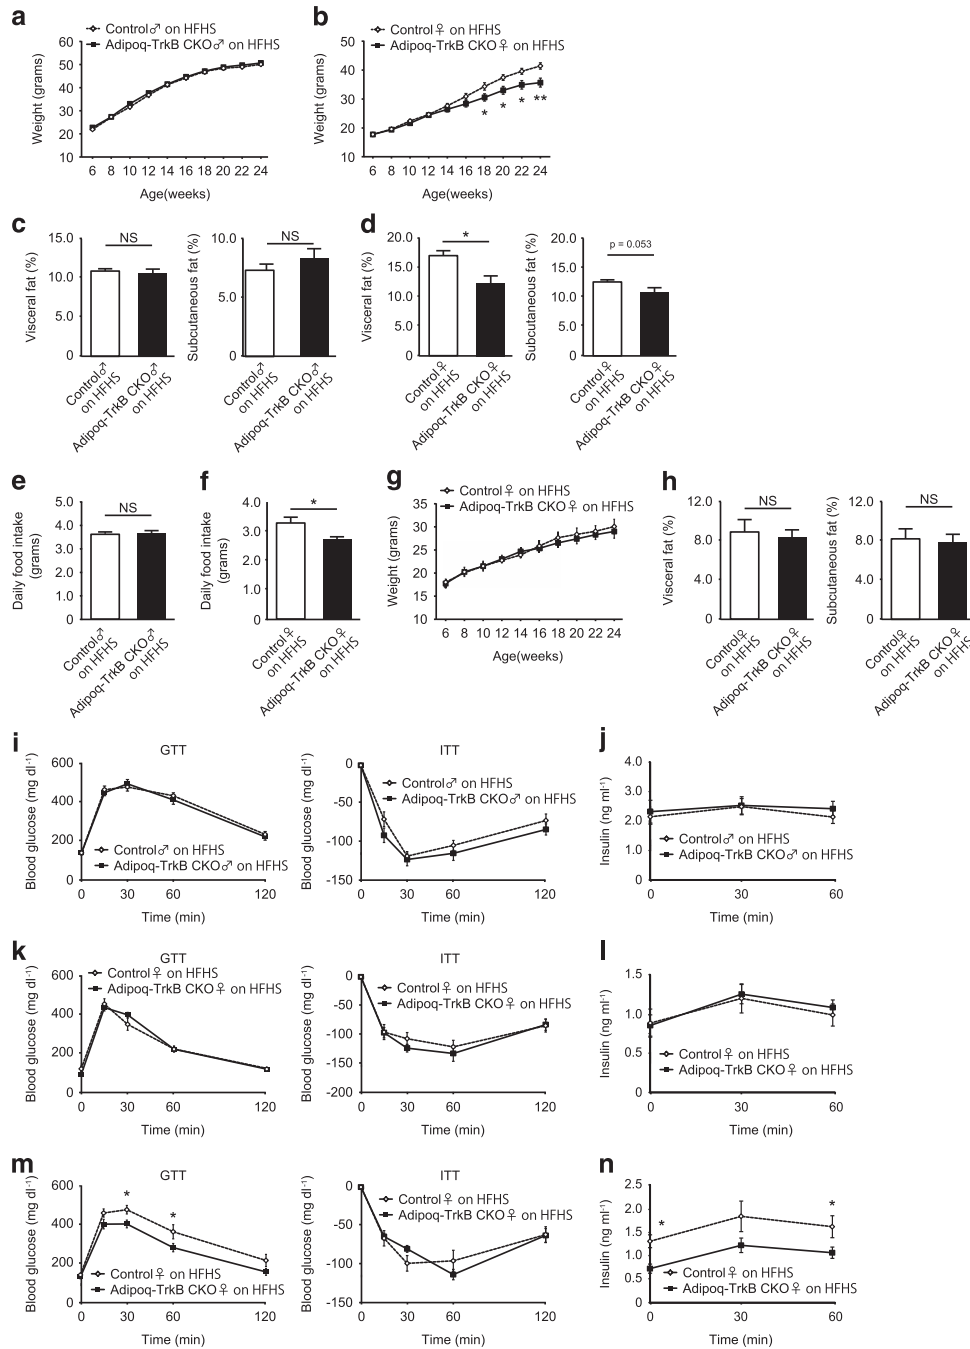 a
Control♂ on HFHS
Adipoq-TrkB CKO♂ on HFHS
Weight (grams)
60
50
40
30
20
10
6 8 10 12 14 16 18 20 22 24
Age(weeks)
b
Control♀ on HFHS
Adipoq-TrkB CKO♀ on HFHS
Weight (grams)
50
40
30
20
10
* * * **
6 8 10 12 14 16 18 20 22 24
Age(weeks)
c
Visceral fat (%)
15.0
10.0
5.0
0
NS
Control♂
on HFHS
Adipoq-TrkB CKO♂
on HFHS
Subcutaneous fat (%)
10.0
5.0
0
NS
Control♂
on HFHS
Adipoq-TrkB CKO♂
on HFHS
d
Visceral fat (%)
20.0
15.0
10.0
5.0
0
*
Control♀
on HFHS
Adipoq-TrkB CKO♀
on HFHS
Subcutaneous fat (%)
20.0
15.0
10.0
5.0
0
p = 0.053
Control♀
on HFHS
Adipoq-TrkB CKO♀
on HFHS
e
Daily food intake
(grams)
5.0
4.0
3.0
2.0
1.0
0
NS
Control♂
on HFHS
Adipoq-TrkB CKO♂
on HFHS
f
Daily food intake
(grams)
4.0
3.0
2.0
1.0
0
*
Control♀
on HFHS
Adipoq-TrkB CKO♀
on HFHS
g
Control♀ on HFHS
Adipoq-TrkB CKO♀ on HFHS
Weight (grams)
35
30
25
20
15
10
6 8 10 12 14 16 18 20 22 24
Age(weeks)
h
Visceral fat (%)
12.0
8.0
4.0
0
NS
Control♀
on HFHS
Adipoq-TrkB CKO♀
on HFHS
Subcutaneous fat (%)
12.0
8.0
4.0
0
NS
Control♀
on HFHS
Adipoq-TrkB CKO♀
on HFHS
i
GTT
Blood glucose (mg dl⁻¹)
600
400
200
0
Control♂ on HFHS
Adipoq-TrkB CKO♂ on HFHS
0 30 60 120
Time (min)
ITT
Blood glucose (mg dl⁻¹)
0
-50
-100
-150
Control♂ on HFHS
Adipoq-TrkB CKO♂ on HFHS
0 30 60 120
Time (min)
j
Insulin (ng ml⁻¹)
4.0
3.0
2.0
1.0
0
Control♂ on HFHS
Adipoq-TrkB CKO♂ on HFHS
0 30 60
Time (min)
k
GTT
Blood glucose (mg dl⁻¹)
600
400
200
0
Control♀ on HFHS
Adipoq-TrkB CKO♀ on HFHS
0 30 60 120
Time (min)
ITT
Blood glucose (mg dl⁻¹)
0
-50
-100
-150
-200
Control♀ on HFHS
Adipoq-TrkB CKO♀ on HFHS
0 30 60 120
Time (min)
l
Insulin (ng ml⁻¹)
1.5
1.0
0.5
0
Control♀ on HFHS
Adipoq-TrkB CKO♀ on HFHS
0 30 60
Time (min)
m
GTT
Blood glucose (mg dl⁻¹)
600
400
200
0
* *
Control♀ on HFHS
Adipoq-TrkB CKO♀ on HFHS
0 30 60 120
Time (min)
ITT
Blood glucose (mg dl⁻¹)
0
-50
-100
-150
Control♀ on HFHS
Adipoq-TrkB CKO♀ on HFHS
0 30 60 120
Time (min)
n
Insulin (ng ml⁻¹)
2.5
2.0
1.5
1.0
0.5
0
* *
Control♀ on HFHS
Adipoq-TrkB CKO♀ on HFHS
0 30 60
Time (min)